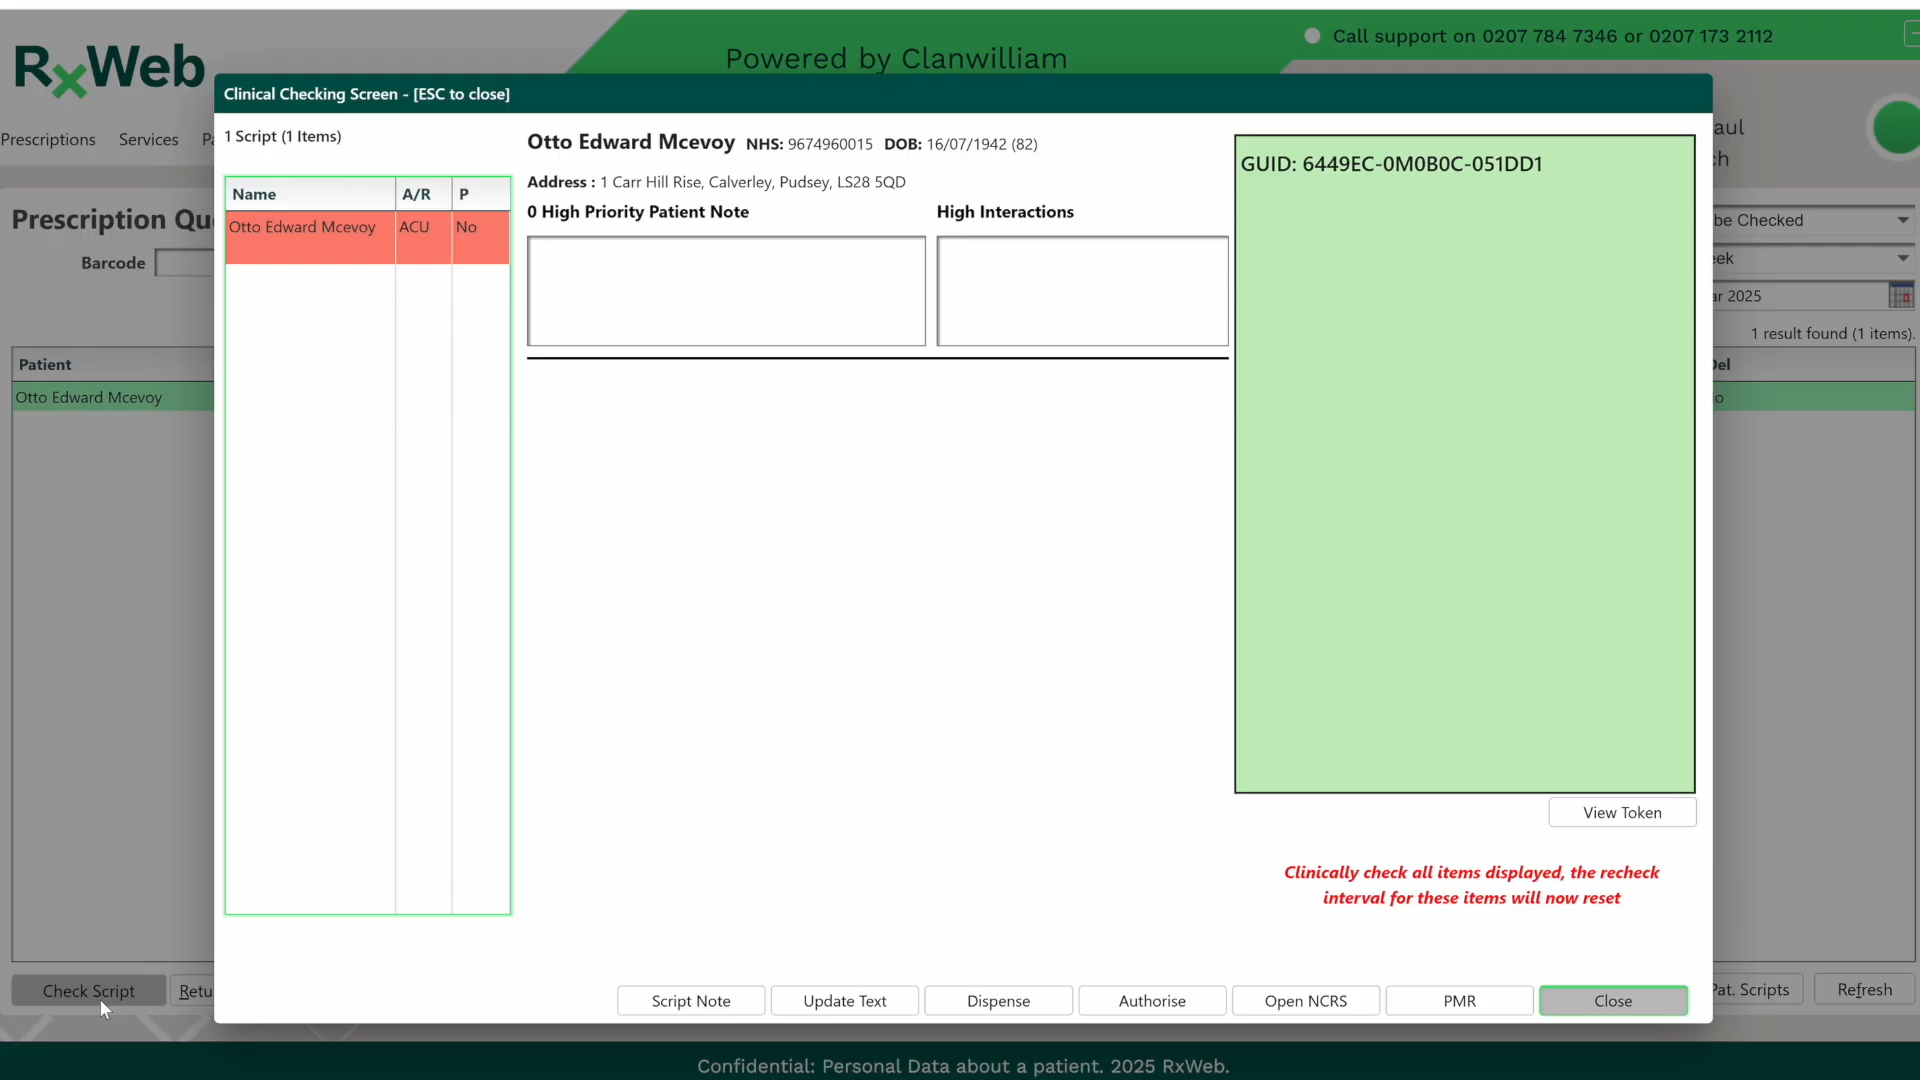 RxWeb
Powered by Clanwilliam
Call support on 0207 784 7346 or 0207 173 2112
Prescriptions Services
Prescription
Barcode
be Checked
2025
1 result found (1 items).
Patient
Otto Edward Mcevoy
Check Script
Pat. Scripts
Refresh
Clinical Checking Screen - [ESC to close]
1 Script (1 Items)
Name A/R P
Otto Edward Mcevoy ACU No
Otto Edward Mcevoy NHS: 9674960015 DOB: 16/07/1942 (82)
Address : 1 Carr Hill Rise, Calverley, Pudsey, LS28 5QD
0 High Priority Patient Note High Interactions
GUID: 6449EC-0M0B0C-051DD1
View Token
Clinically check all items displayed, the recheck
interval for these items will now reset
Script Note Update Text Dispense Authorise Open NCRS PMR Close
Confidential: Personal Data about a patient. 2025 RxWeb.